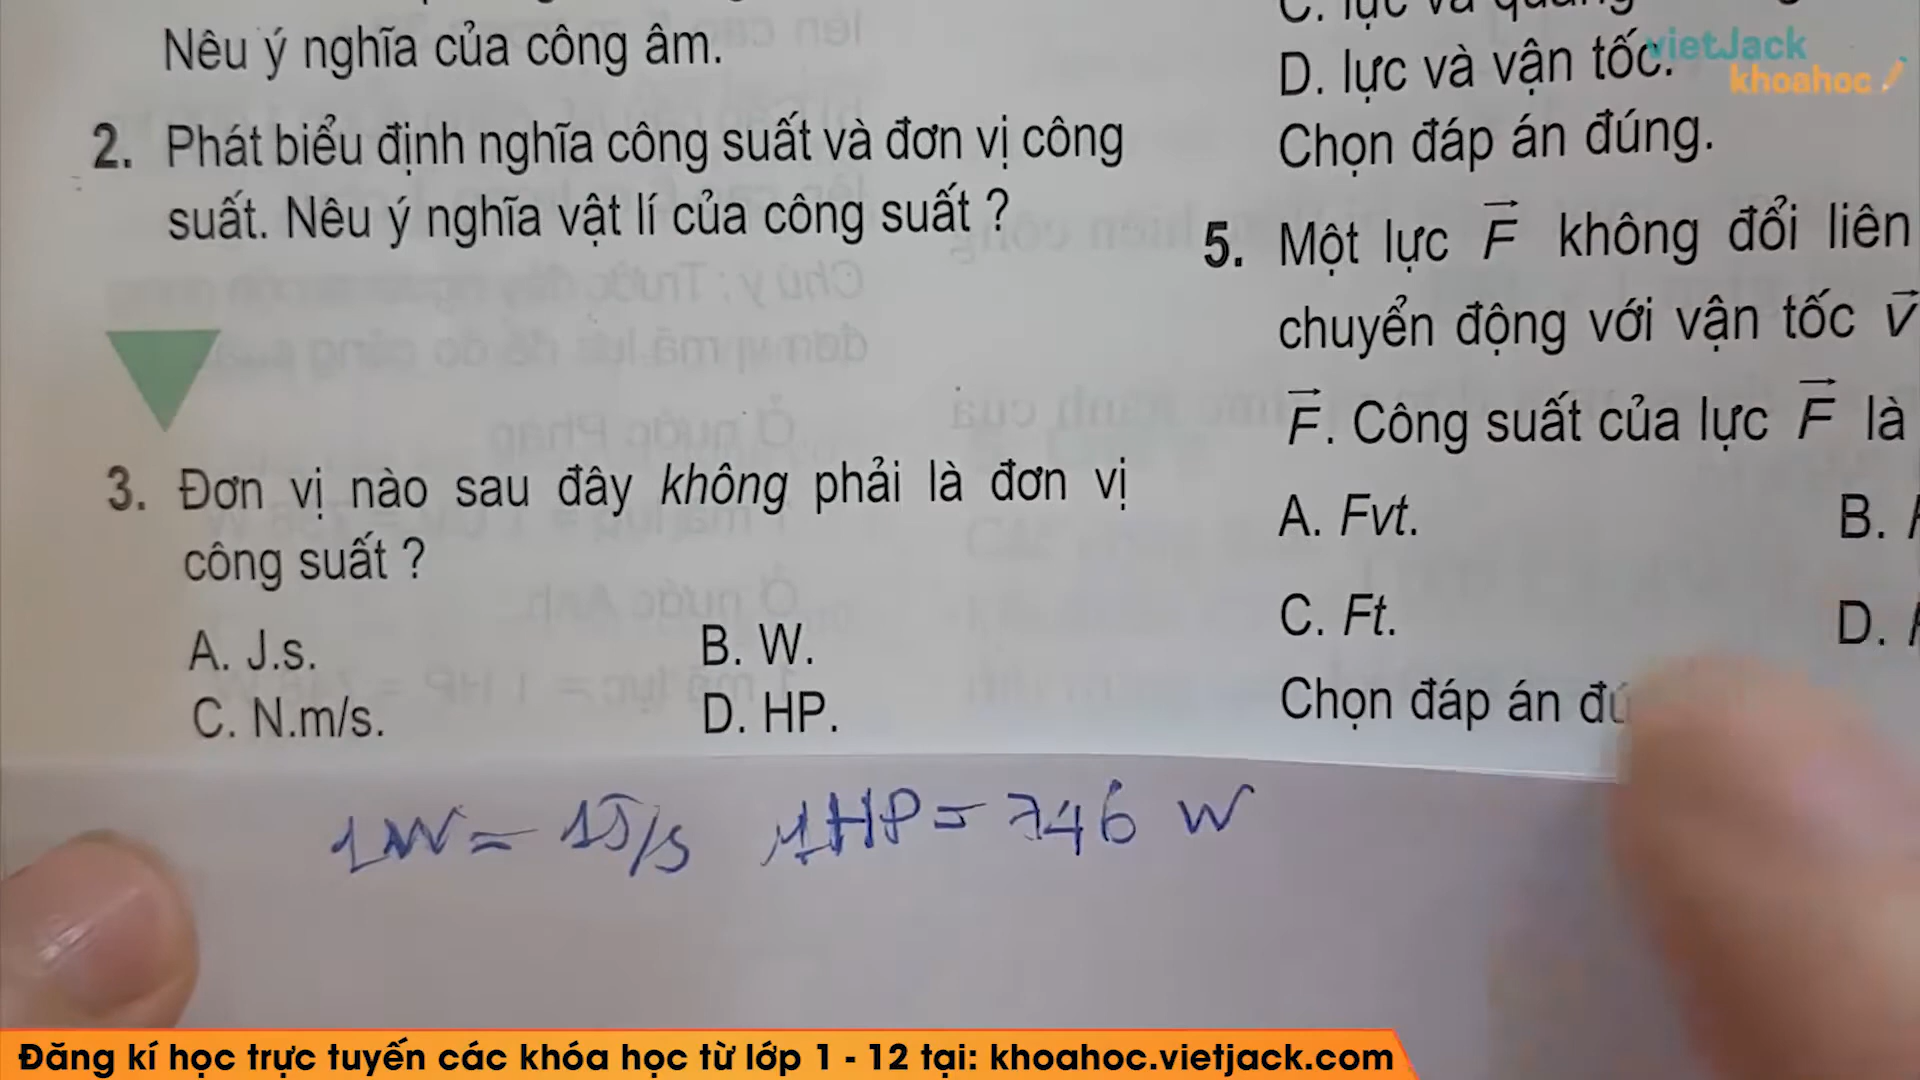 Nêu ý nghĩa của công âm.
2. Phát biểu định nghĩa công suất và đơn vị công
suất. Nêu ý nghĩa vật lí của công suất ?
3. Đơn vị nào sau đây không phải là đơn vị
công suất ?
A. J.s. B. W.
C. N.m/s. D. HP.
D. lực và vận tốc.
Chọn đáp án đúng.
5. Một lực F không đổi liên
chuyển động với vận tốc v
F. Công suất của lực F là
A. Fvt. B.
C. Ft. D.
Chọn đáp án
1W = 1J/s 1HP = 746 W
vietJack
khoahoc
Đăng kí học trực tuyến các khóa học từ lớp 1 - 12 tại: khoahoc.vietjack.com